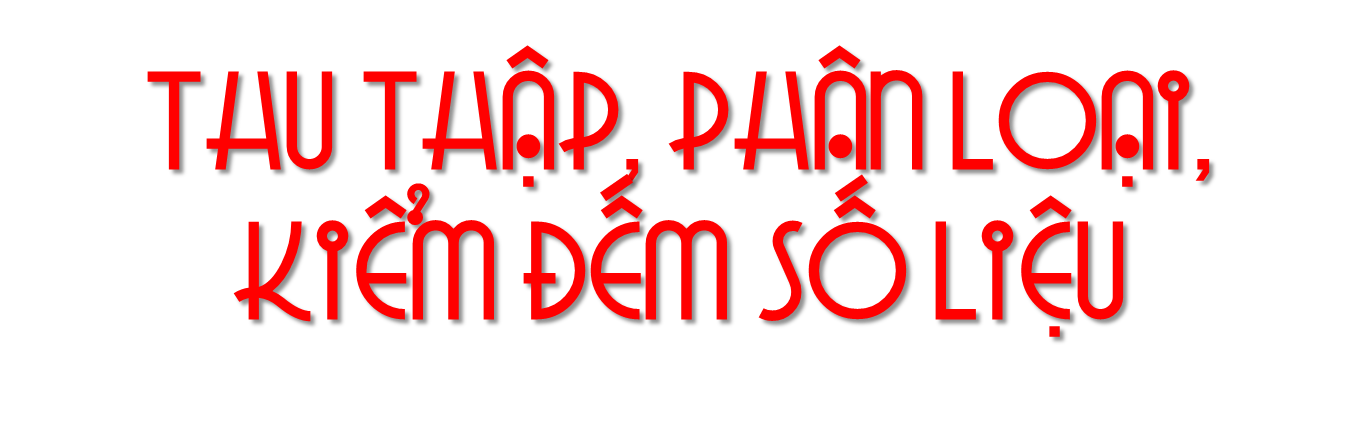 THU THẬP, PHÂN LOẠI,
KIỂM ĐẾM SỐ LIỆU